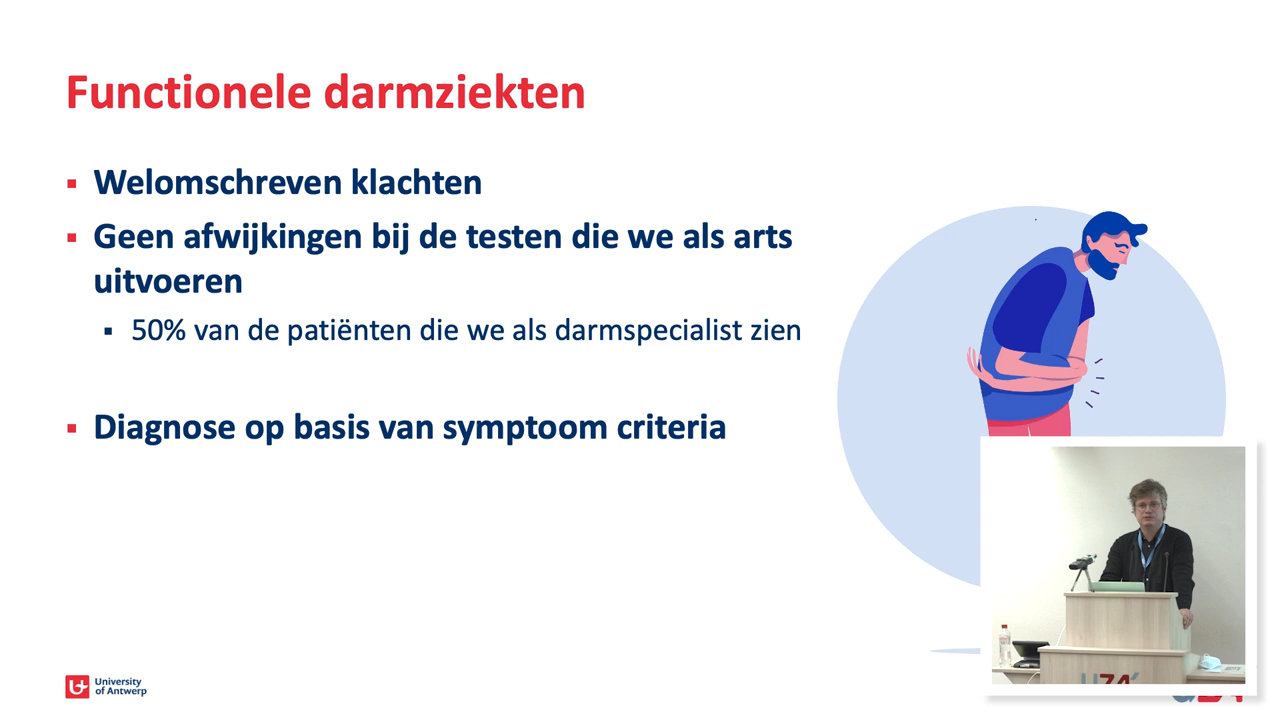 Functionele darmziekten
Welomschreven klachten
Geen afwijkingen bij de testen die we als arts
uitvoeren
50% van de patiënten die we als darmspecialist zien
Diagnose op basis van symptoom criteria
University
of Antwerp
UZA